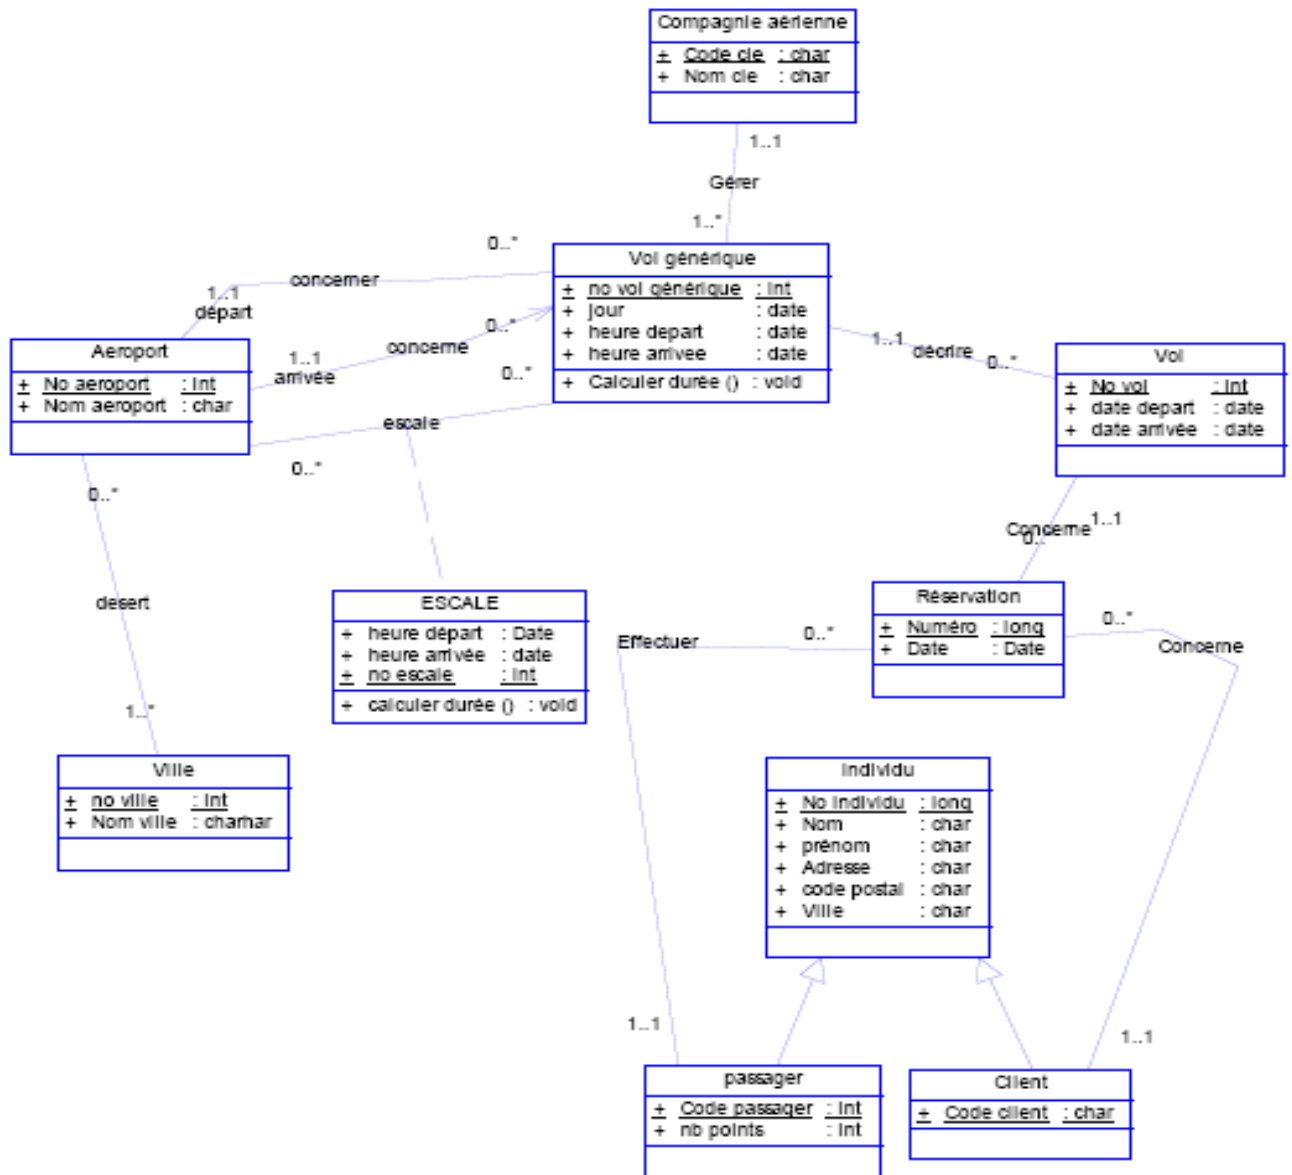 Compagnie aérienne
+ Code cie : char
+ Nom cie : char
1..1
Gérer
1..*
0..*
concerner
1..1
départ
Vol générique
+ no vol générique : Int
+ jour : date
+ heure depart : date
+ heure arrivee : date
+ Calculer durée () : void
0..*
concerne
1..1
arrivée
Aeroport
+ No aeroport : Int
+ Nom aeroport : char
0..*
escale
0..*
1..1
décrire
0..*
Vol
+ No vol : Int
+ date depart : date
+ date arrivée : date
0..*
desert
1..*
Concerne
1..1
0..*
ESCALE
+ heure départ : Date
+ heure arrivée : date
+ no escale : Int
+ calculer durée () : void
Réservation
+ Numéro : long
+ Date : Date
Effectuer
0..*
0..*
Concerne
Ville
+ no ville : Int
+ Nom ville : charhar
Individu
+ No Individu : long
+ Nom : char
+ prénom : char
+ Adresse : char
+ code postal : char
+ Ville : char
1..1
1..1
passager
+ Code passager : Int
+ nb points : Int
Client
+ Code client : char